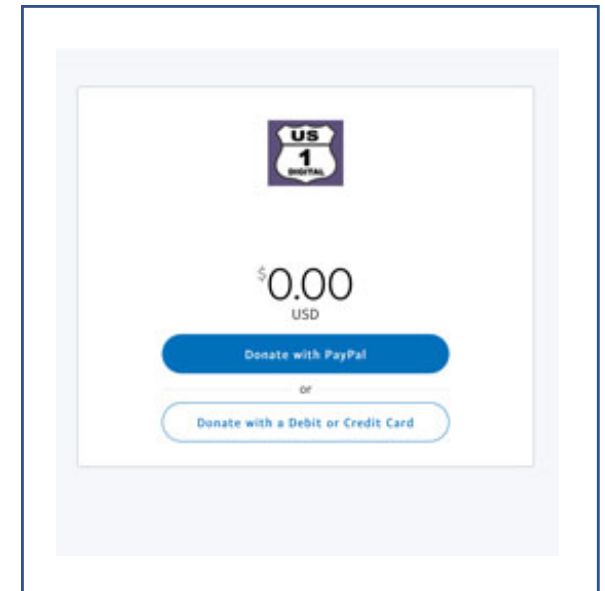 US
1
DIGITAL
$0.00
USD
Donate with PayPal
or
Donate with a Debit or Credit Card